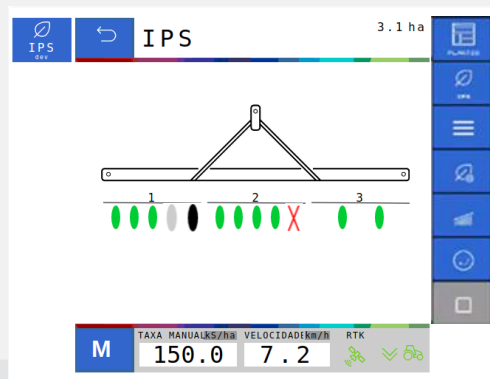 IPS
dev
IPS
3.1 ha
PLANTIO
IPS
1 2 3
TAXA MANUAL kS/ha VELOCIDADE km/h RTK
M 150.0 7.2